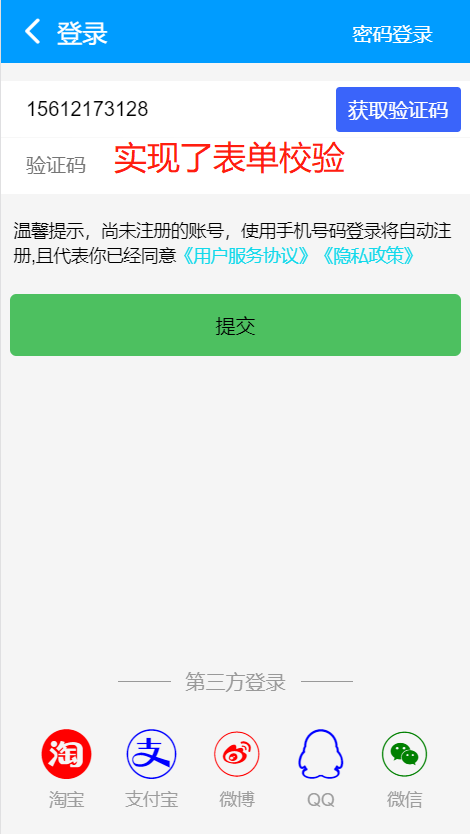 登录
密码登录
15612173128
获取验证码
验证码
实现了表单校验
温馨提示，尚未注册的账号，使用手机号码登录将自动注
册,且代表你已经同意《用户服务协议》《隐私政策》
提交
第三方登录
淘
支
淘宝
支付宝
微博
QQ
微信